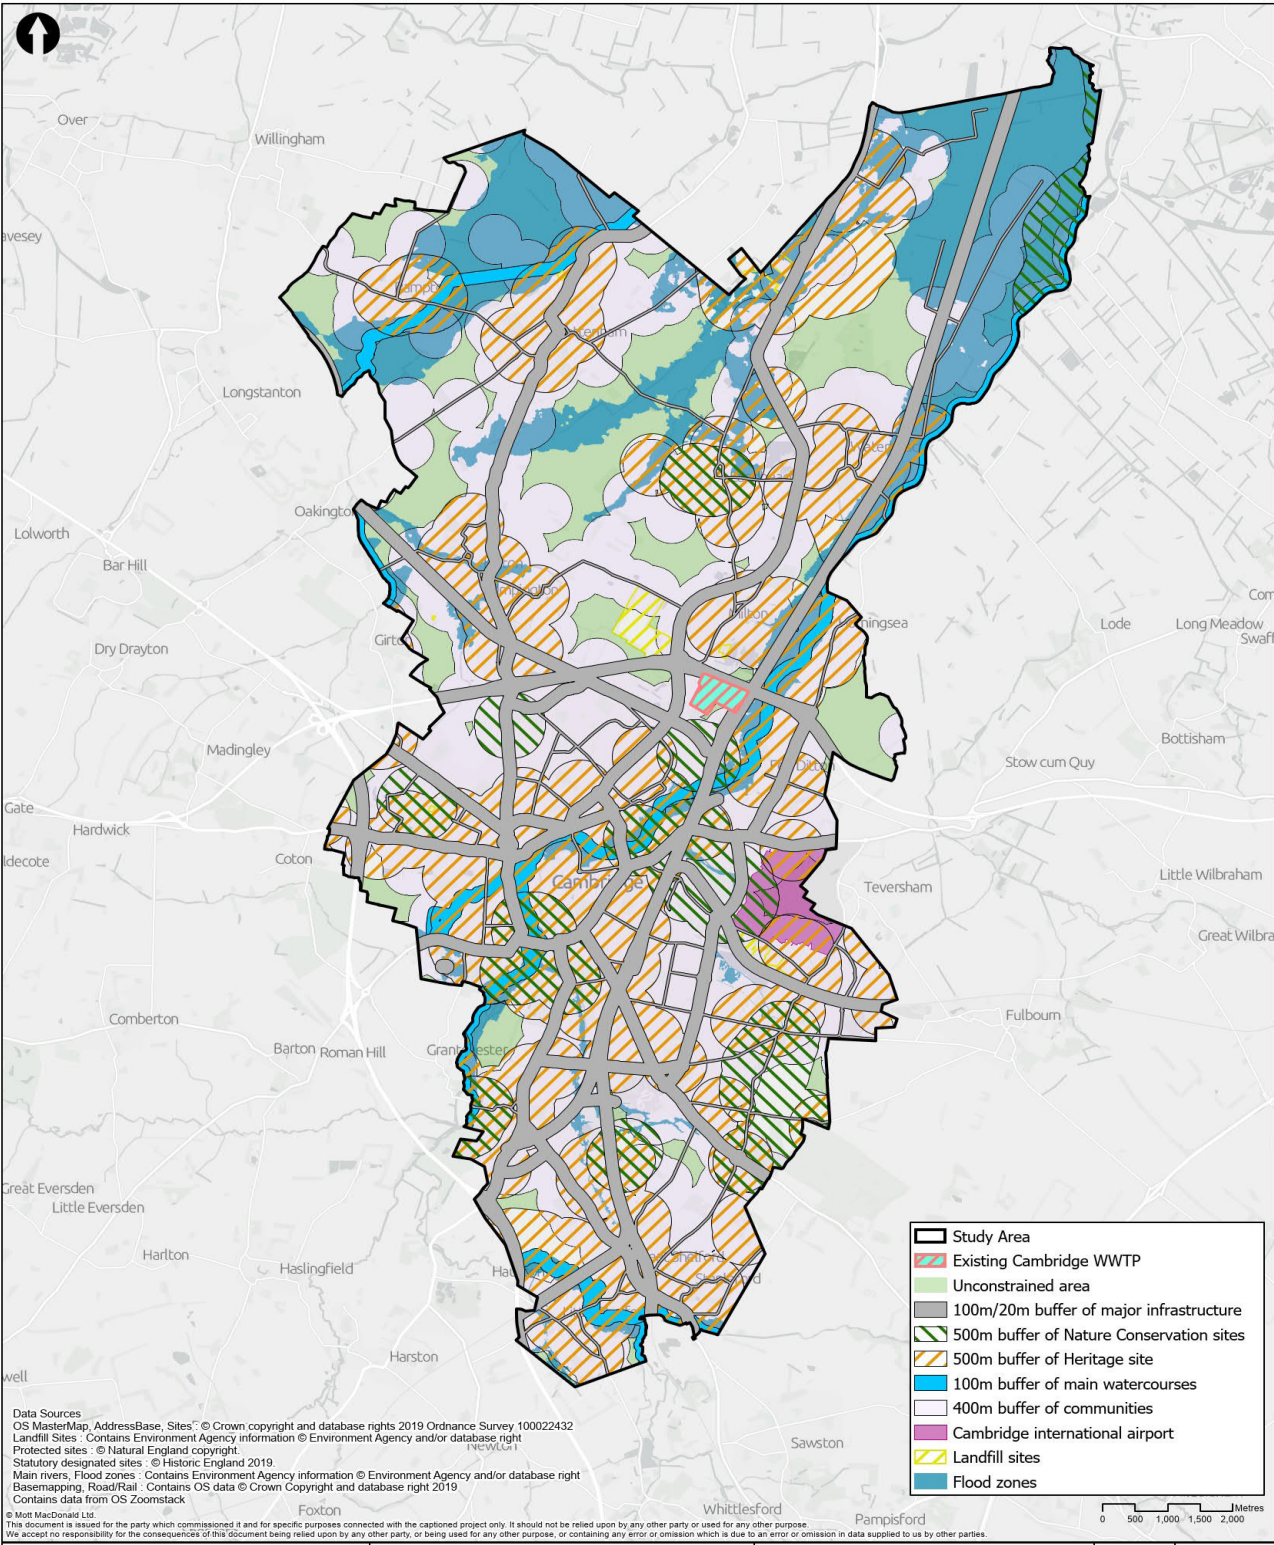 Over
Willingham
avesey
Longstanton
Oakington
Lolworth
Bar Hill
Milton
Lode
Long Meadow
Swaff
Com
Dry Drayton
Girton
Madingley
Bottisham
Stow cum Quy
Gate
Hardwick
ldecote
Coton
Cambridge
Teversham
Little Wilbraham
Great Wilbra
Comberton
Fulbourn
Barton
Roman Hill
Great Eversden
Little Eversden
Harlton
Haslingfield
Harston
well
Newton
Sawston
Foxton
Whittlesford
Pampisford
Study Area
Existing Cambridge WWTP
Unconstrained area
100m/20m buffer of major infrastructure
500m buffer of Nature Conservation sites
500m buffer of Heritage site
100m buffer of main watercourses
400m buffer of communities
Cambridge international airport
Landfill sites
Flood zones
Metres
0 500 1,000 1,500 2,000
Data Sources
OS MasterMap, AddressBase, Sites : © Crown copyright and database rights 2019 Ordnance Survey 100022432
Landfill Sites : Contains Environment Agency information © Environment Agency and/or database right
Protected sites : © Natural England copyright.
Statutory designated sites : © Historic England 2019.
Main rivers, Flood zones : Contains Environment Agency information © Environment Agency and/or database right
Basemapping, Road/Rail : Contains OS data © Crown Copyright and database right 2019
Contains data from OS Zoomstack
© Mott MacDonald Ltd.
This document is issued for the party which commissioned it and for specific purposes connected with the captioned project only. It should not be relied upon by any other party or used for any other purpose.
We accept no responsibility for the consequences of this document being relied upon by any other party, or being used for any other purpose, or containing any error or omission which is due to an error or omission in data supplied to us by other parties.